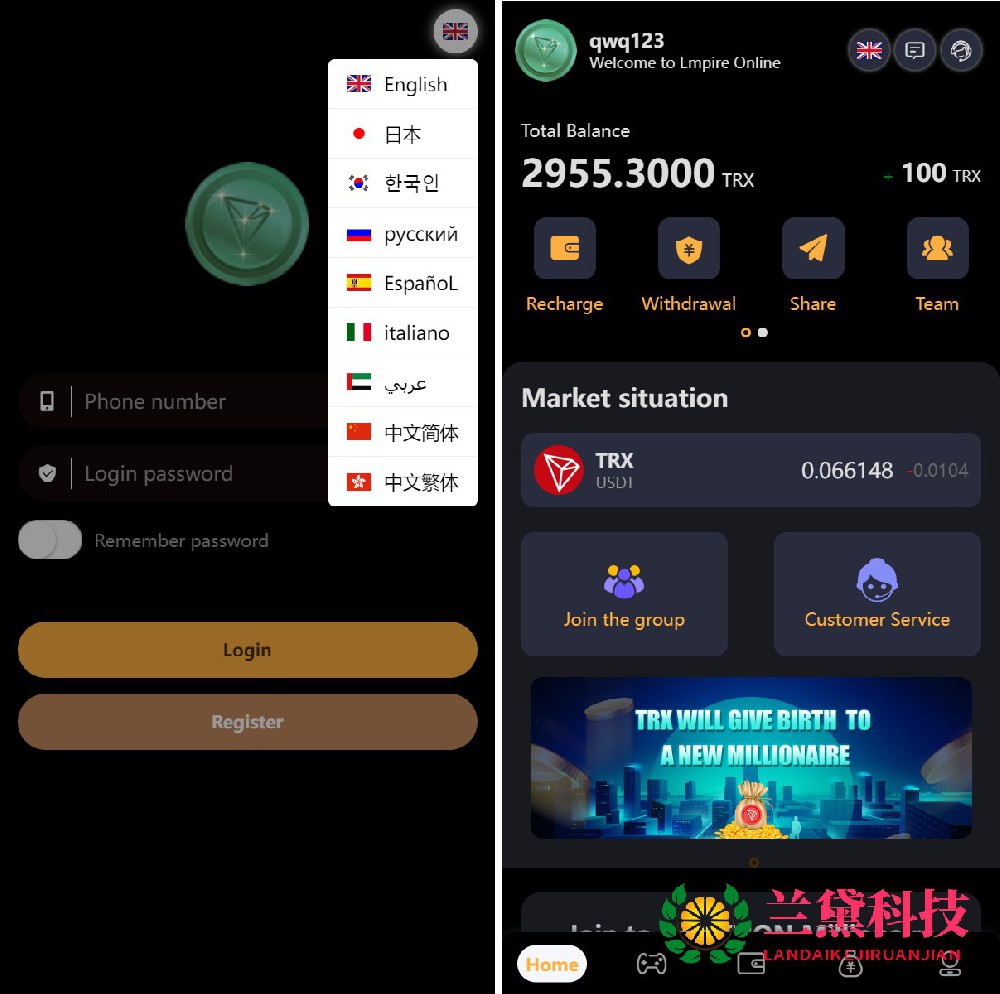 English
日本
한국인
русский
EspañoL
italiano
عربي
中文简体
中文繁体
Phone number
Login password
Remember password
Login
Register
qwq123
Welcome to Lmpire Online
Total Balance
2955.3000 TRX
+ 100 TRX
Recharge
Withdrawal
Share
Team
Market situation
TRX
USDT
0.066148 -0.0104
Join the group
Customer Service
TRX WILL GIVE BIRTH TO
A NEW MILLIONAIRE
兰黛科技
LANDAIKEJIRUANJIAN
Home